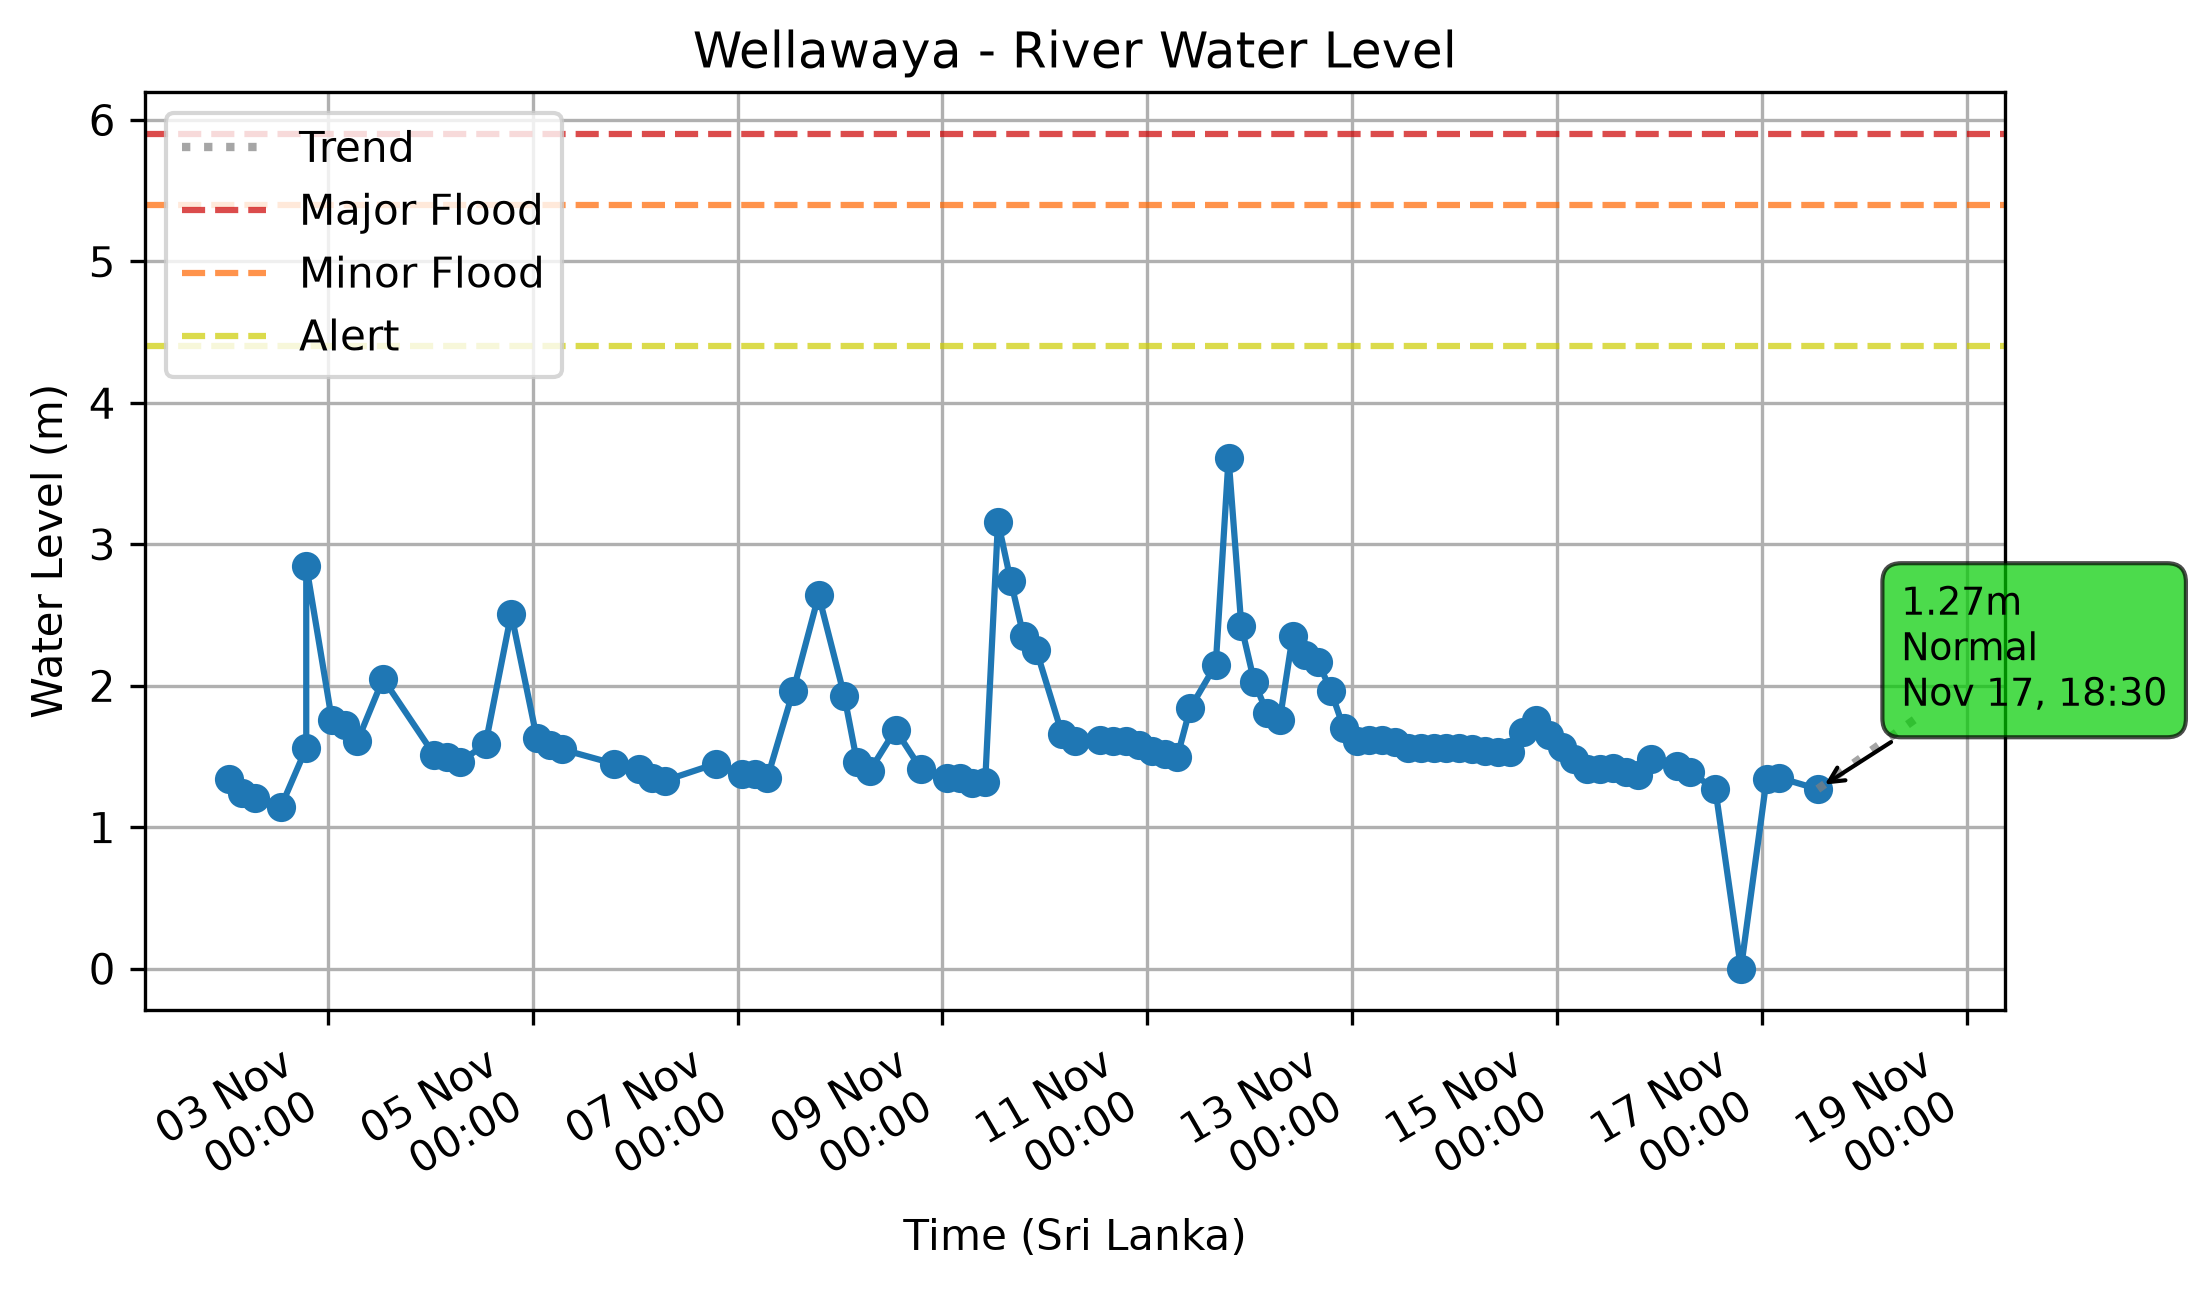 Wellawaya - River Water Level
Trend
Major Flood
Minor Flood
Alert
6
5
4
3
2
1
0
Water Level (m)
1.27m
Normal
Nov 17, 18:30
03 Nov
00:00
05 Nov
00:00
07 Nov
00:00
09 Nov
00:00
11 Nov
00:00
13 Nov
00:00
15 Nov
00:00
17 Nov
00:00
19 Nov
00:00
Time (Sri Lanka)